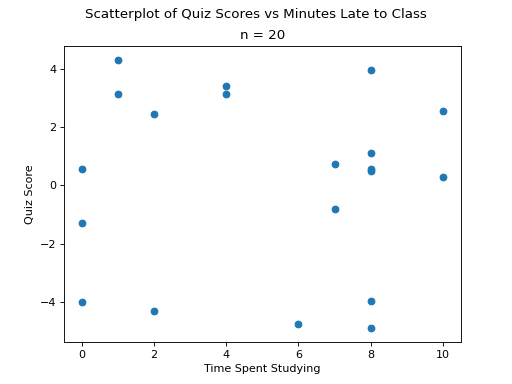 Scatterplot of Quiz Scores vs Minutes Late to Class
n = 20
4
2
0
−2
−4
Quiz Score
0 2 4 6 8 10
Time Spent Studying